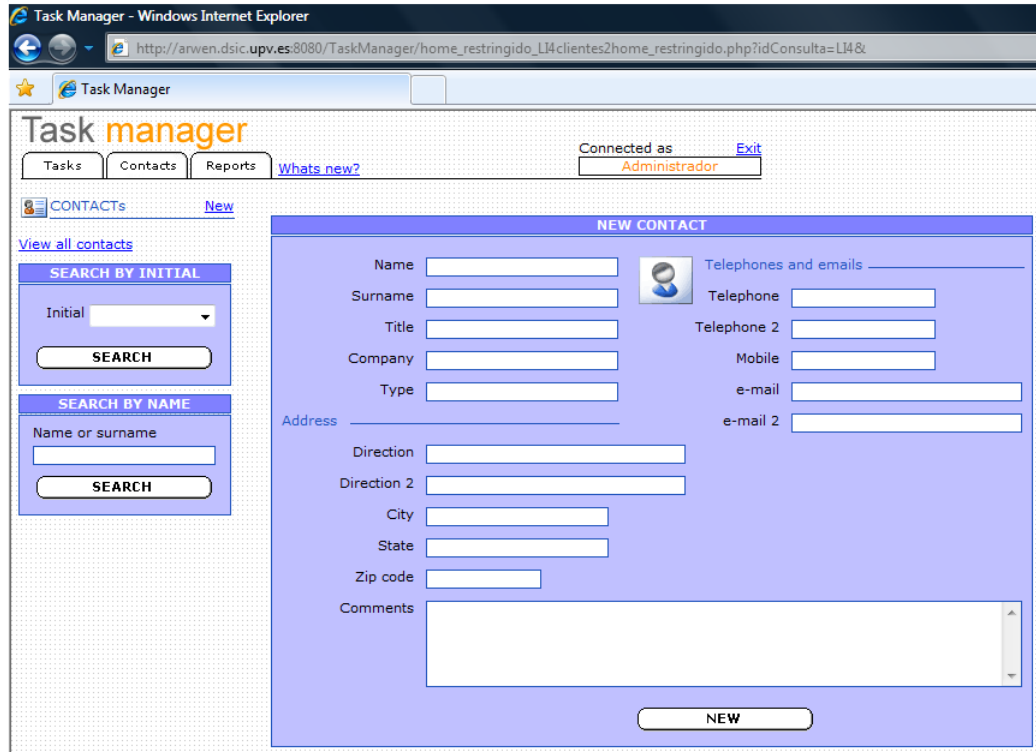 Task Manager - Windows Internet Explorer
http://arwen.dsic.upv.es:8080/TaskManager/home_restringido_LI4clientes2home_restringido.php?idConsulta=LI4&
Task Manager
Task manager
Connected as Exit
Tasks Contacts Reports Whats new? Administrador
CONTACTs New
View all contacts
SEARCH BY INITIAL
Initial
SEARCH
SEARCH BY NAME
Name or surname
SEARCH
NEW CONTACT
Name
Surname
Title
Company
Type
Telephones and emails
Telephone
Telephone 2
Mobile
e-mail
e-mail 2
Address
Direction
Direction 2
City
State
Zip code
Comments
NEW